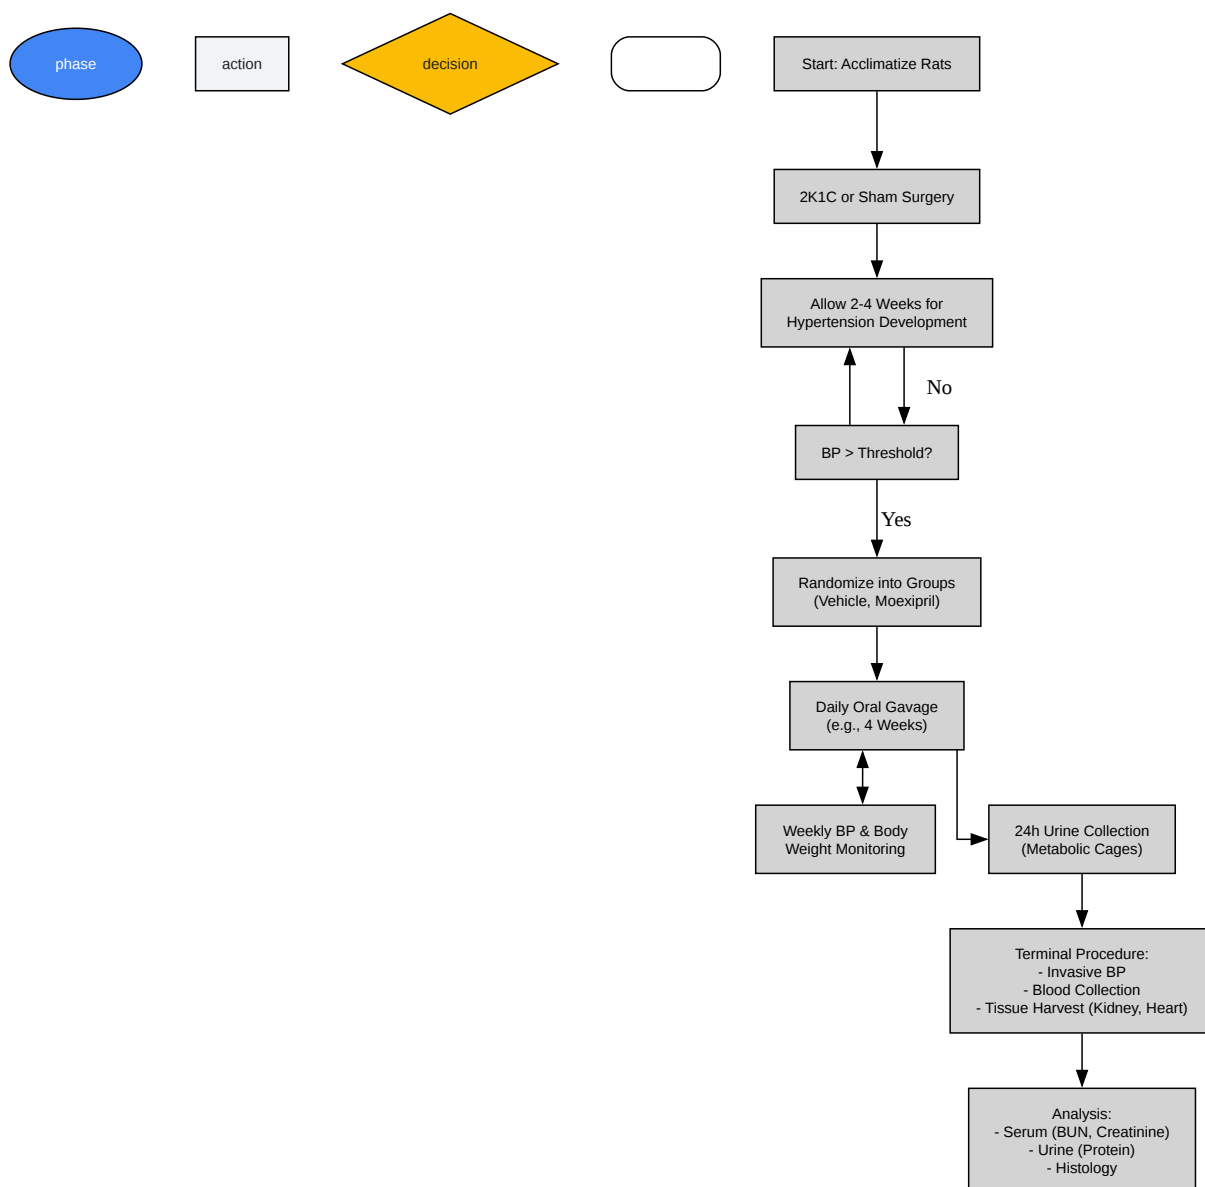 phase
action
decision
Start: Acclimatize Rats
2K1C or Sham Surgery
Allow 2-4 Weeks for
Hypertension Development
No
BP > Threshold?
Yes
Randomize into Groups
(Vehicle, Moexipril)
Daily Oral Gavage
(e.g., 4 Weeks)
Weekly BP & Body
Weight Monitoring
24h Urine Collection
(Metabolic Cages)
Terminal Procedure:
- Invasive BP
- Blood Collection
- Tissue Harvest (Kidney, Heart)
Analysis:
- Serum (BUN, Creatinine)
- Urine (Protein)
- Histology